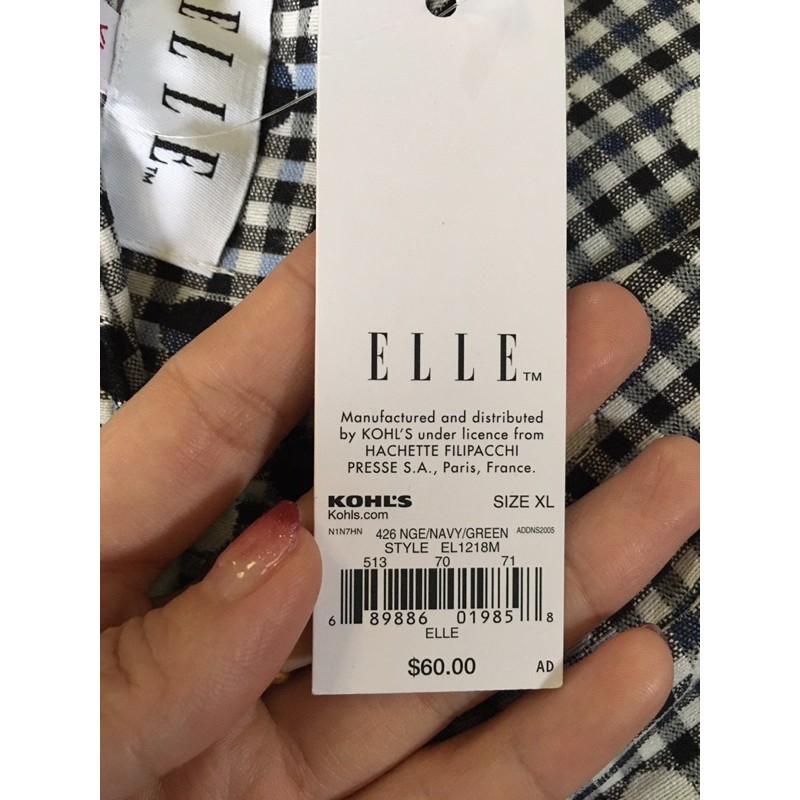 ELLE™
ELLE™
Manufactured and distributed
by KOHL'S under licence from
HACHETTE FILIPACCHI
PRESSE S.A., Paris, France.
KOHL'S SIZE XL
Kohls.com
N1N7HN 426 NGE/NAVY/GREEN ADDNS2005
STYLE EL1218M
513 70 71
6 89886 01985 8
ELLE
$60.00 AD